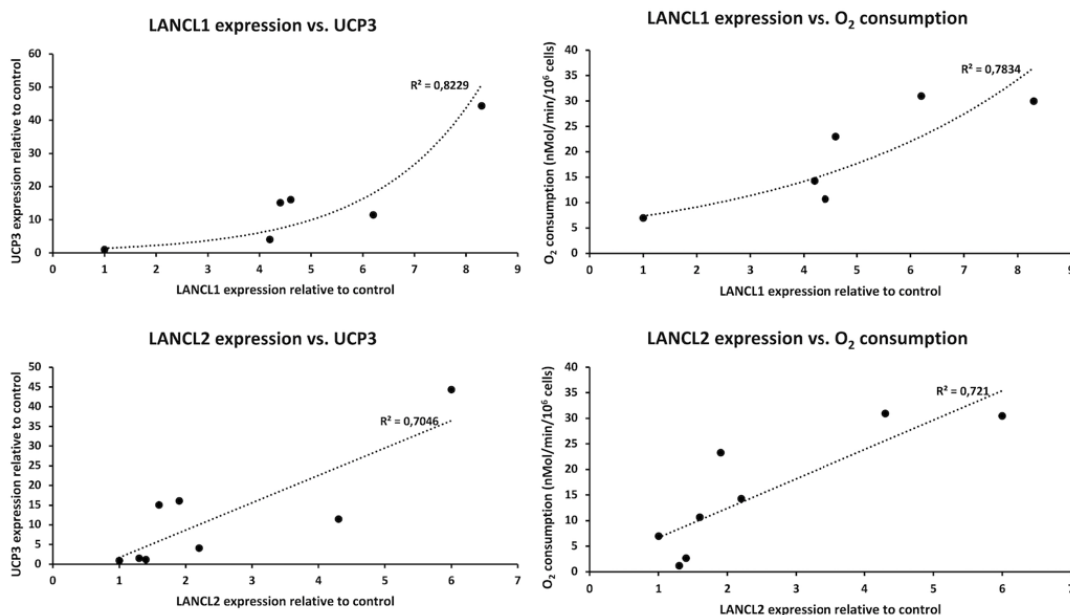 LANCL1 expression vs. UCP3
UCP3 expression relative to control
60
50
40
30
20
10
0
R² = 0,8229
0 1 2 3 4 5 6 7 8 9
LANCL1 expression relative to control
LANCL1 expression vs. O₂ consumption
O₂ consumption (nMol/min/10⁶ cells)
40
35
30
25
20
15
10
5
0
R² = 0,7834
0 1 2 3 4 5 6 7 8 9
LANCL1 expression relative to control
LANCL2 expression vs. UCP3
UCP3 expression relative to control
50
45
40
35
30
25
20
15
10
5
0
R² = 0,7046
0 1 2 3 4 5 6 7
LANCL2 expression relative to control
LANCL2 expression vs. O₂ consumption
O₂ consumption (nMol/min/10⁶ cells)
40
35
30
25
20
15
10
5
0
R² = 0,721
0 1 2 3 4 5 6 7
LANCL2 expression relative to control